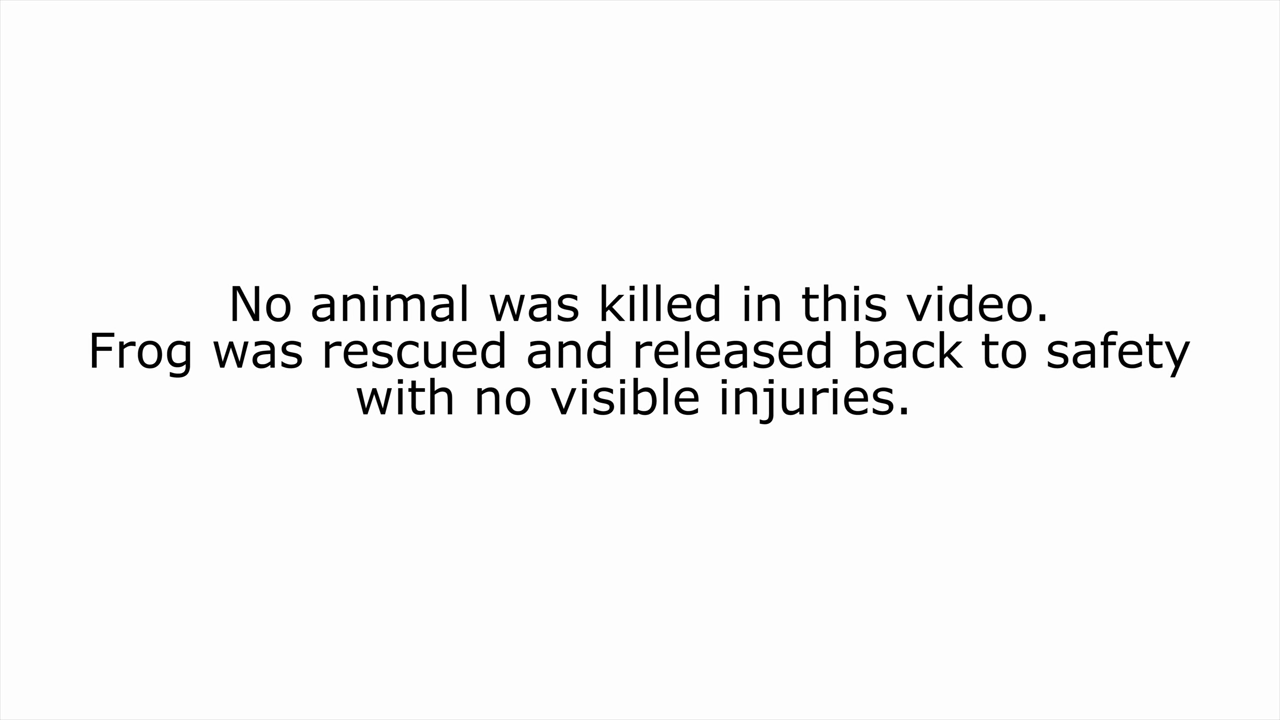 No animal was killed in this video.
Frog was rescued and released back to safety
with no visible injuries.